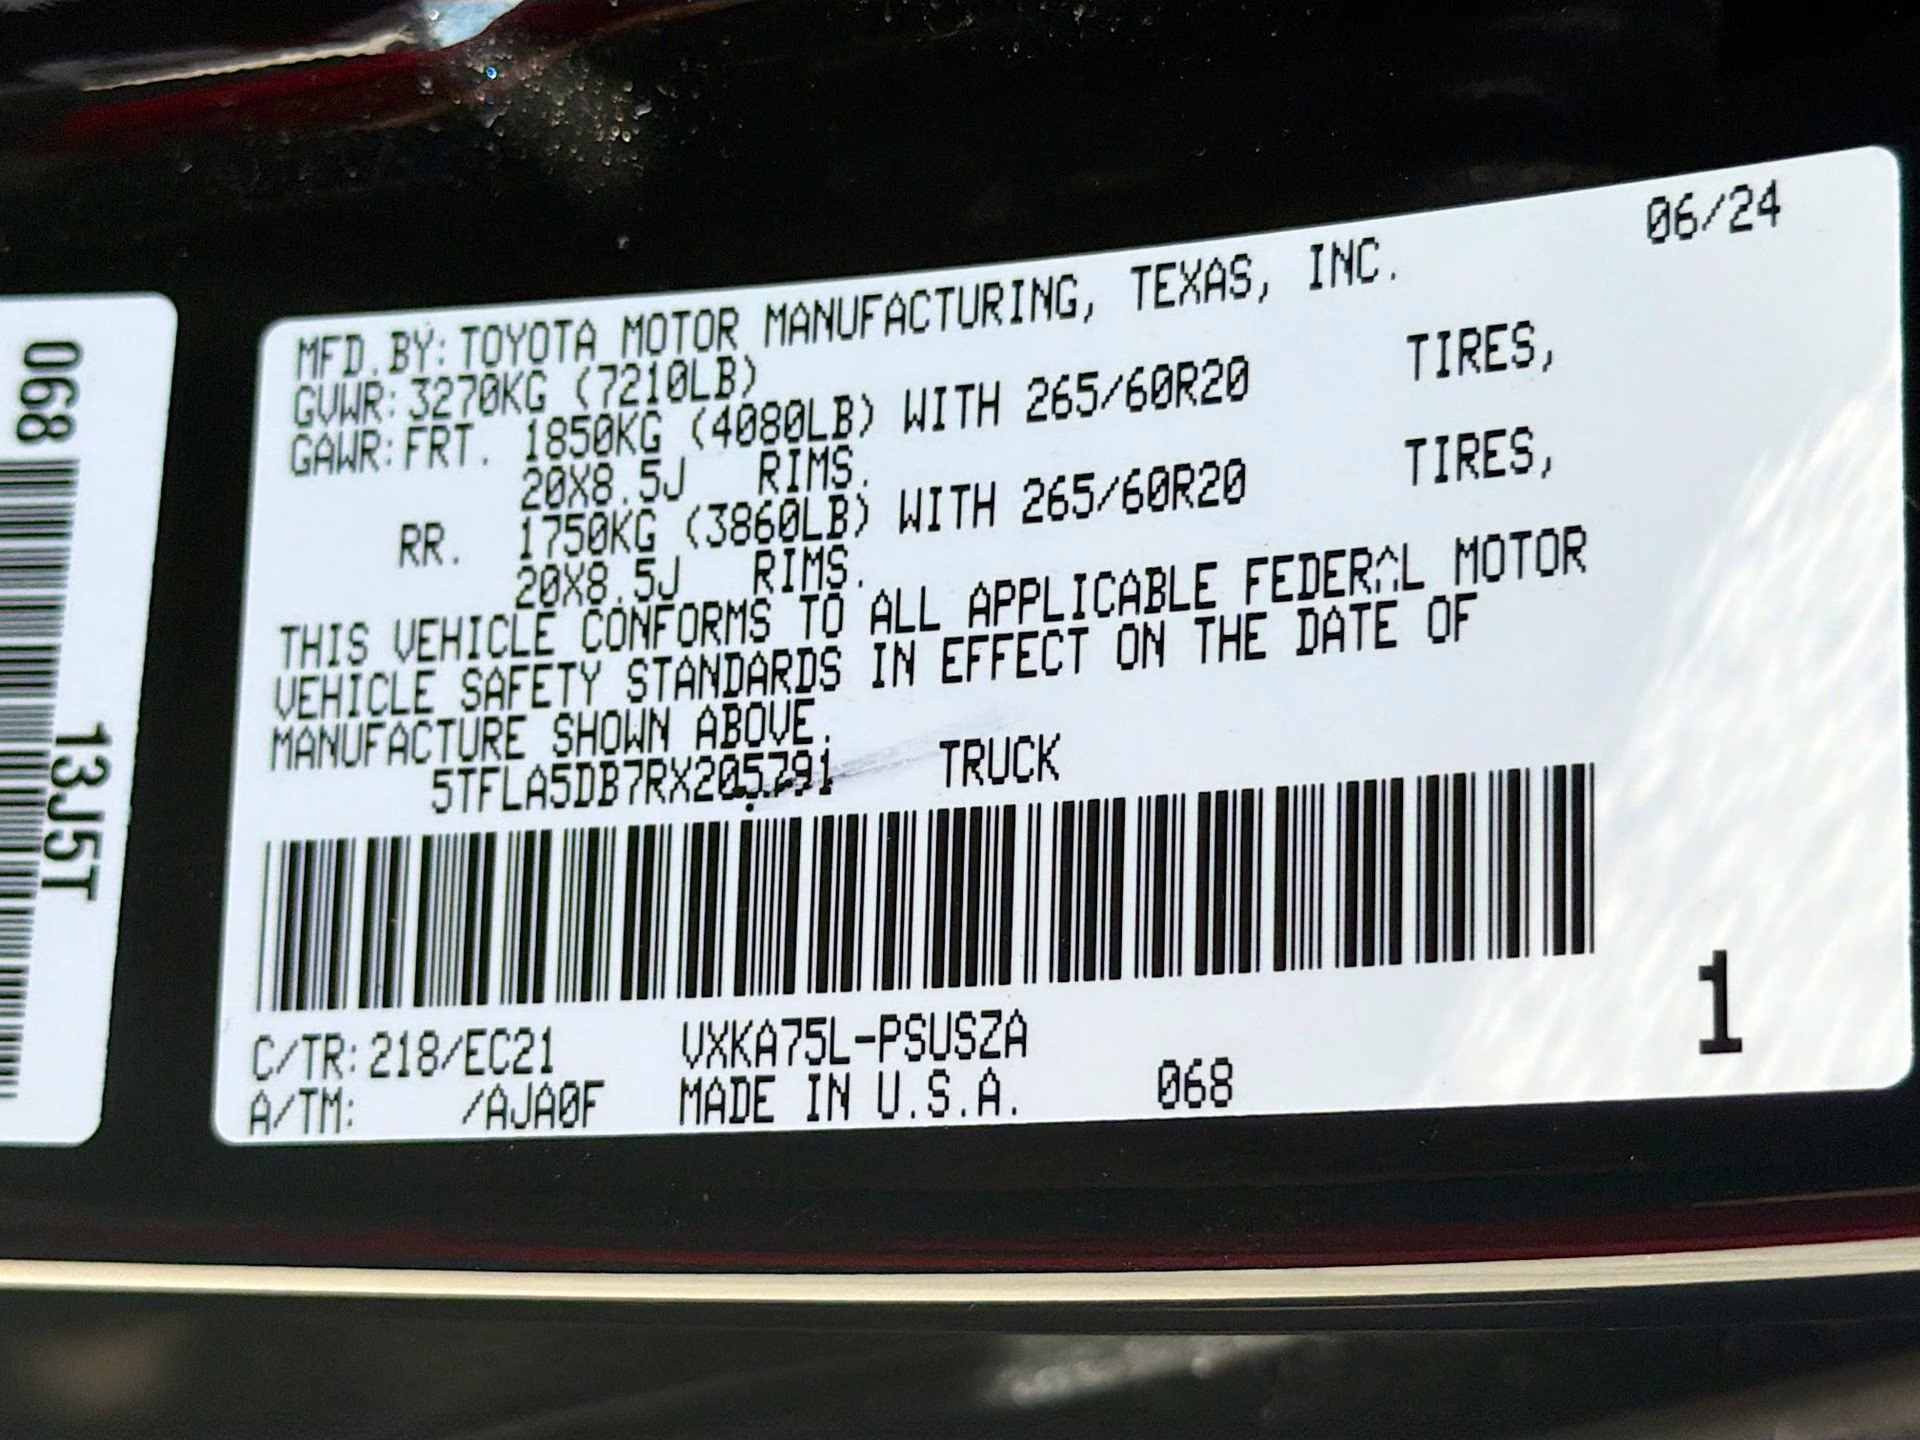 06/24
MFD.BY: TOYOTA MOTOR MANUFACTURING, TEXAS, INC.
GVWR: 3270KG (7210LB)
GAWR: FRT. 1850KG (4080LB) WITH 265/60R20 TIRES,
20X8.5J RIMS.
RR. 1750KG (3860LB) WITH 265/60R20 TIRES,
20X8.5J RIMS.
THIS VEHICLE CONFORMS TO ALL APPLICABLE FEDERAL MOTOR
VEHICLE SAFETY STANDARDS IN EFFECT ON THE DATE OF
MANUFACTURE SHOWN ABOVE.
5TFLA5DB7RX205791 TRUCK
1
C/TR: 218/EC21 VXKA75L-PSUSZA
A/TM: /AJA0F MADE IN U.S.A. 068
068
13J5T